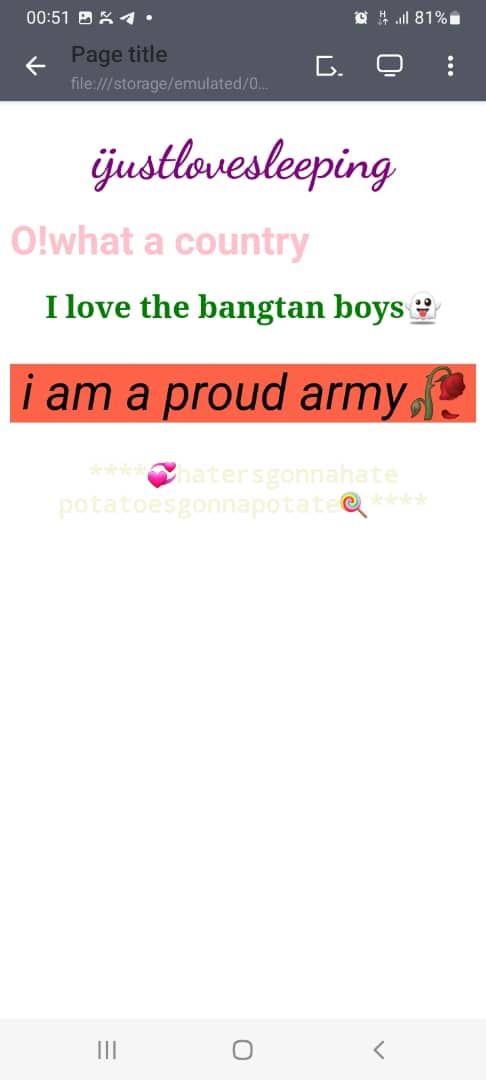 00:51
81%
Page title
file:///storage/emulated/0...
ijustlovesleeping
O!what a country
I love the bangtan boys👻
i am a proud army🥀
****💞hatersgonnahate
potatoesgonnapotate🍭****